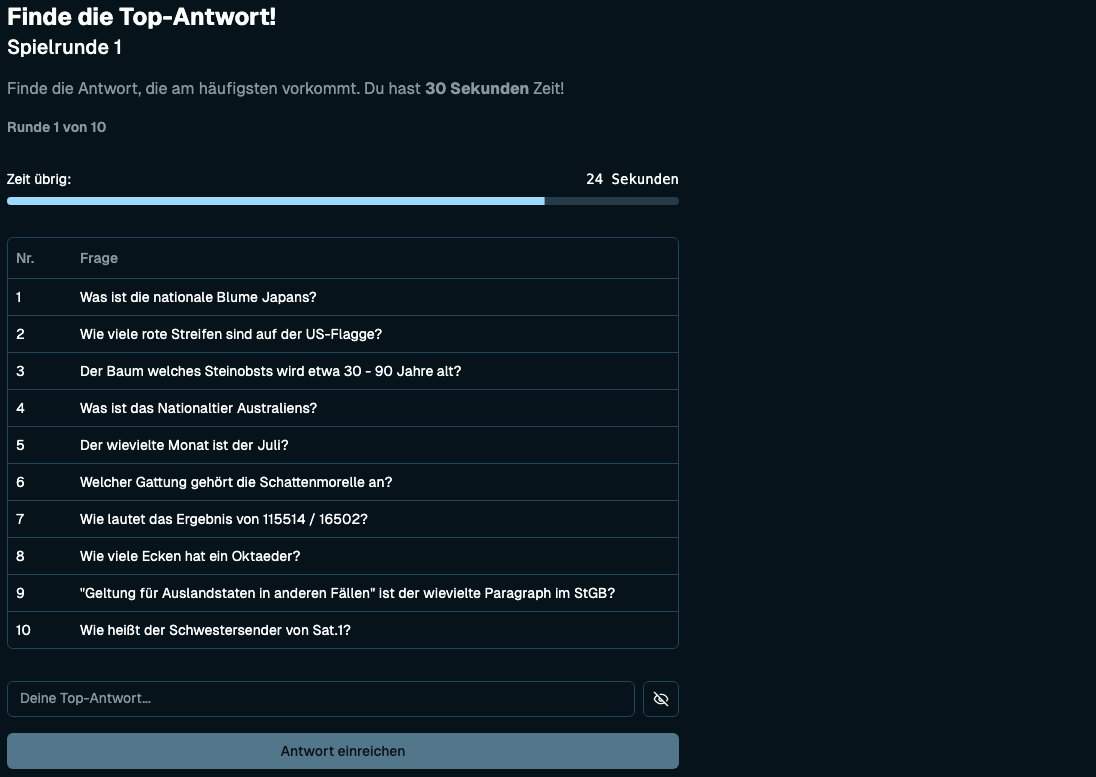 Finde die Top-Antwort!
Spielrunde 1
Finde die Antwort, die am häufigsten vorkommt. Du hast 30 Sekunden Zeit!
Runde 1 von 10
Zeit übrig: 24 Sekunden
Nr. Frage
1 Was ist die nationale Blume Japans?
2 Wie viele rote Streifen sind auf der US-Flagge?
3 Der Baum welches Steinobsts wird etwa 30 - 90 Jahre alt?
4 Was ist das Nationaltier Australiens?
5 Der wievielte Monat ist der Juli?
6 Welcher Gattung gehört die Schattenmorelle an?
7 Wie lautet das Ergebnis von 115514 / 16502?
8 Wie viele Ecken hat ein Oktaeder?
9 "Geltung für Auslandstaten in anderen Fällen" ist der wievielte Paragraph im StGB?
10 Wie heißt der Schwestersender von Sat.1?
Deine Top-Antwort...
Antwort einreichen